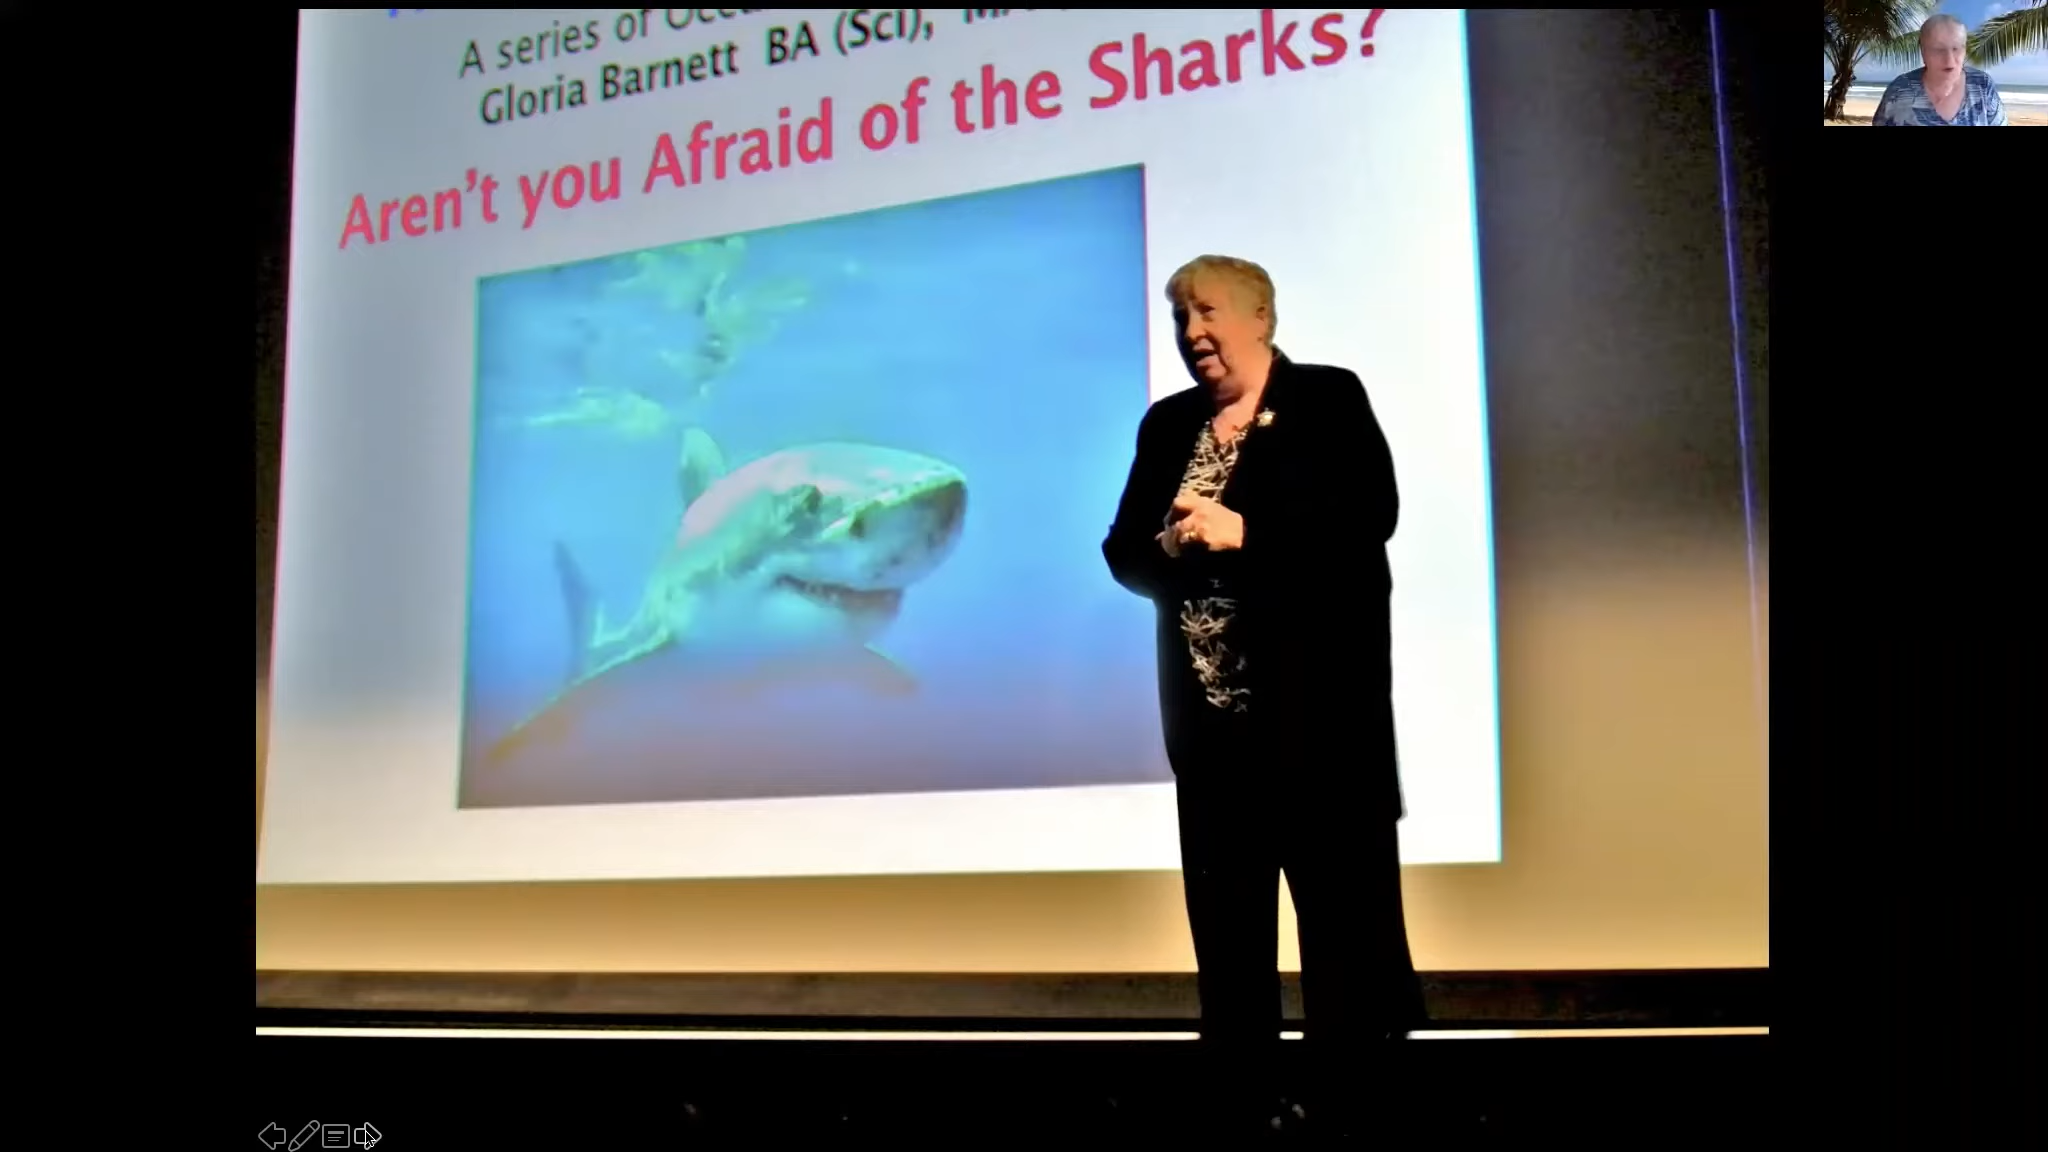 A series of
Gloria Barnett BA (Sci),
Aren't you Afraid of the Sharks?